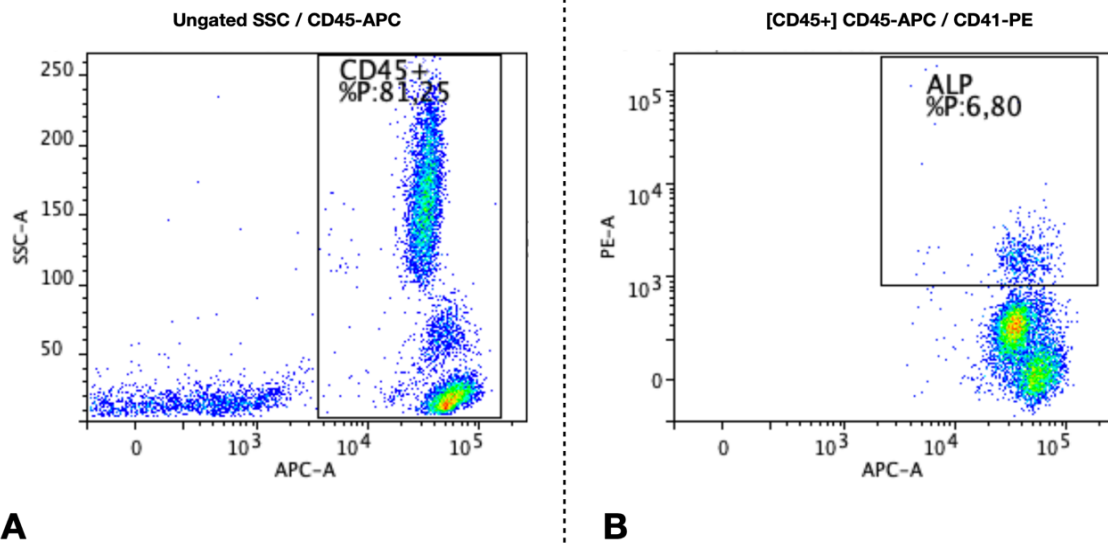 Ungated SSC / CD45-APC
CD45+
%P:81,25
250
200
150
100
50
SSC-A
0
10³
10⁴
10⁵
APC-A
A
[CD45+] CD45-APC / CD41-PE
ALP
%P:6,80
10⁵
10⁴
10³
0
PE-A
0
10³
10⁴
10⁵
APC-A
B